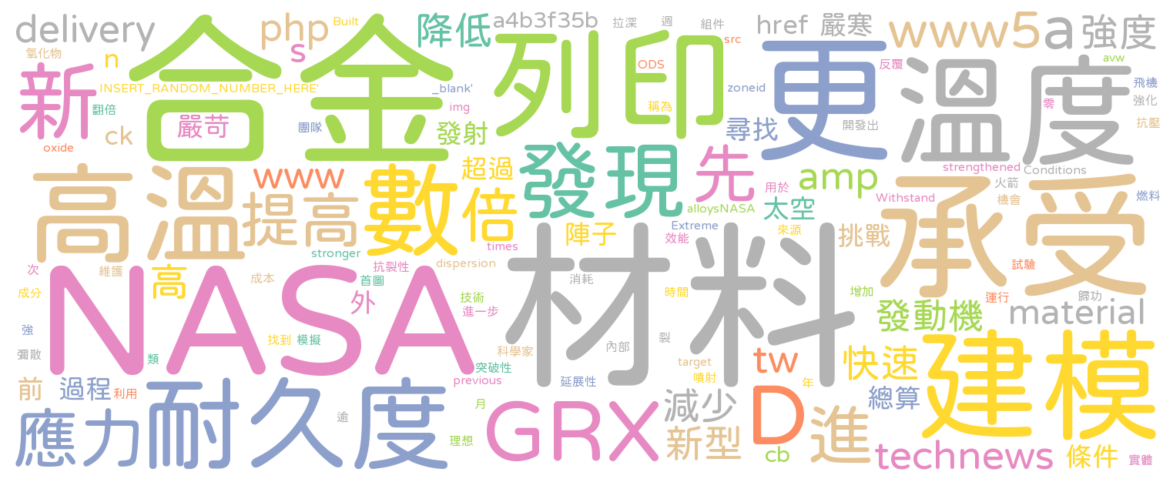 delivery
氫化物
新
oxide
n
翻倍
ck
php
s
INSERT_RANDOM_NUMBER_HERE'
Built
合金
嚴苛
團隊
降低
_blank'
img
發射
a4b3f35b
列印
拉深
週
組件
src
ODS
稱為
zoneid
尋找
href
嚴寒
更
開發出
www5a
反覆
零
強度
avw
飛機
強化
抗壓
溫度
高溫
提高
www
stronger
數倍
超過
times
發現
先
alloysNASA
用於
太空
Extreme
效能
來源
amp
挑戰
strengthened
Conditions
Withstand
火箭
機會
燃料
承受
陣子
次
維護
成分
強
彌散
類
NASA
高
成本
找到
模擬
抗裂性
首圖
外
dispersion
技術
進一步
科學家
突破性
previous
消耗
材料
內部
裂
延展性
時間
target
噴射
年
增加
試驗
運行
歸功
發動機
material
前
過程
利用
應力
耐久度
逾
月
理想
GRX
減少
新型
tw
D
cb
快速
進
總算
technews
建模
條件
實體